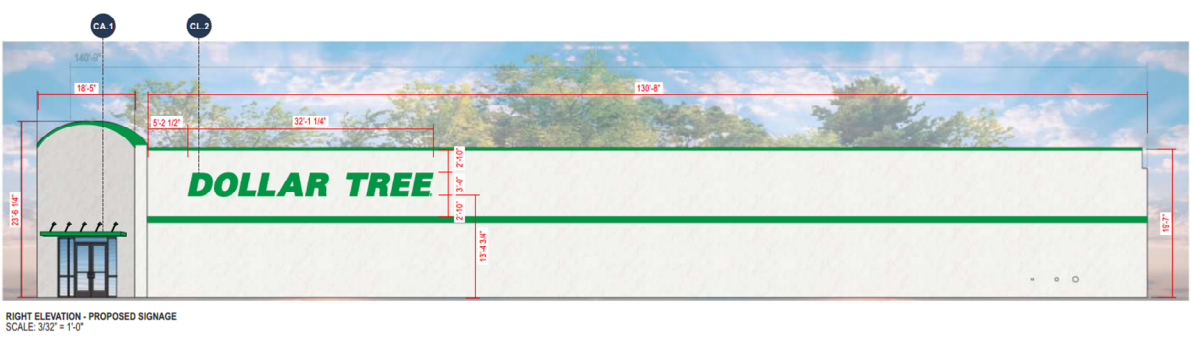 CA.1
CL.2
140'-9"
18'-5"
130'-8"
5'-2 1/2"
32'-1 1/4"
2'-10"
3'-0"
2'-10"
DOLLAR TREE
23'-6 1/4"
13'-4 3/4"
19'-7"
RIGHT ELEVATION - PROPOSED SIGNAGE
SCALE: 3/32" = 1'-0"